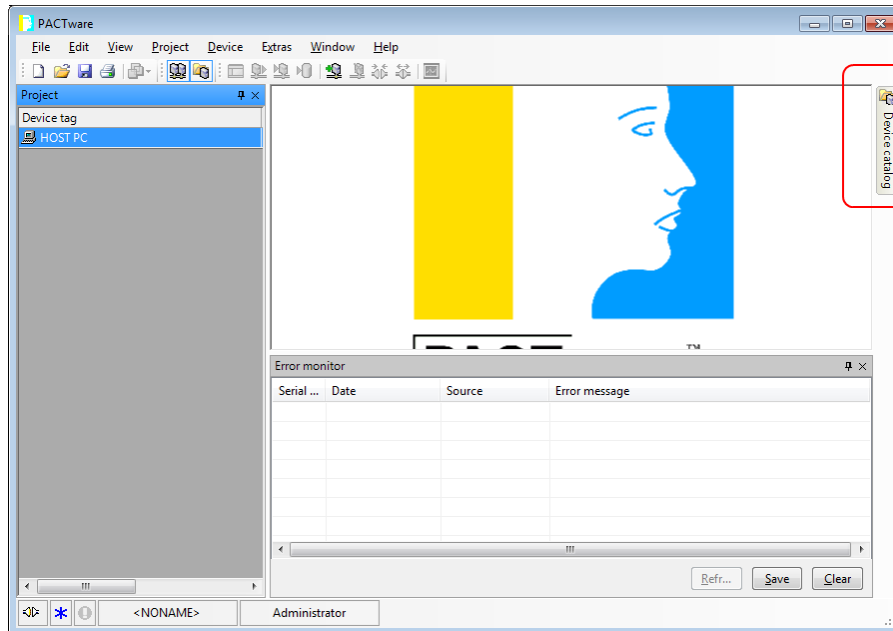 PACTware
File Edit View Project Device Extras Window Help
Project
Device tag
HOST PC
Device catalog
™
Error monitor
Serial ... Date Source Error message
Refr... Save Clear
<NONAME> Administrator